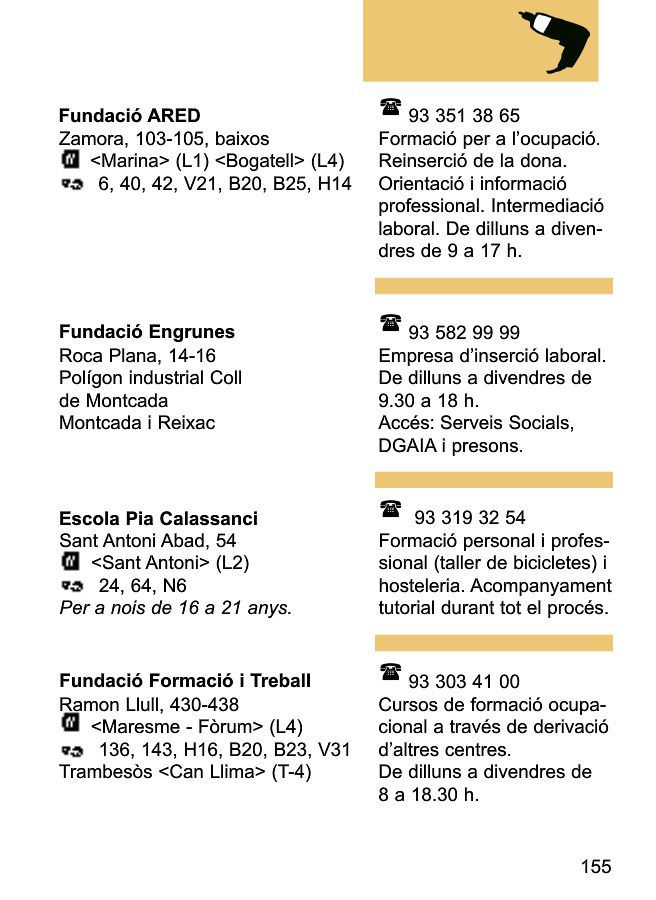 Fundació ARED
Zamora, 103-105, baixos
<Marina> (L1) <Bogatell> (L4)
6, 40, 42, V21, B20, B25, H14
93 351 38 65
Formació per a l’ocupació.
Reinserció de la dona.
Orientació i informació
professional. Intermediació
laboral. De dilluns a diven-
dres de 9 a 17 h.
Fundació Engrunes
Roca Plana, 14-16
Polígon industrial Coll
de Montcada
Montcada i Reixac
93 582 99 99
Empresa d’inserció laboral.
De dilluns a divendres de
9.30 a 18 h.
Accés: Serveis Socials,
DGAIA i presons.
Escola Pia Calassanci
Sant Antoni Abad, 54
<Sant Antoni> (L2)
24, 64, N6
Per a nois de 16 a 21 anys.
93 319 32 54
Formació personal i profes-
sional (taller de bicicletes) i
hosteleria. Acompanyament
tutorial durant tot el procés.
Fundació Formació i Treball
Ramon Llull, 430-438
<Maresme - Fòrum> (L4)
136, 143, H16, B20, B23, V31
Trambesòs <Can Llima> (T-4)
93 303 41 00
Cursos de formació ocupa-
cional a través de derivació
d’altres centres.
De dilluns a divendres de
8 a 18.30 h.
155